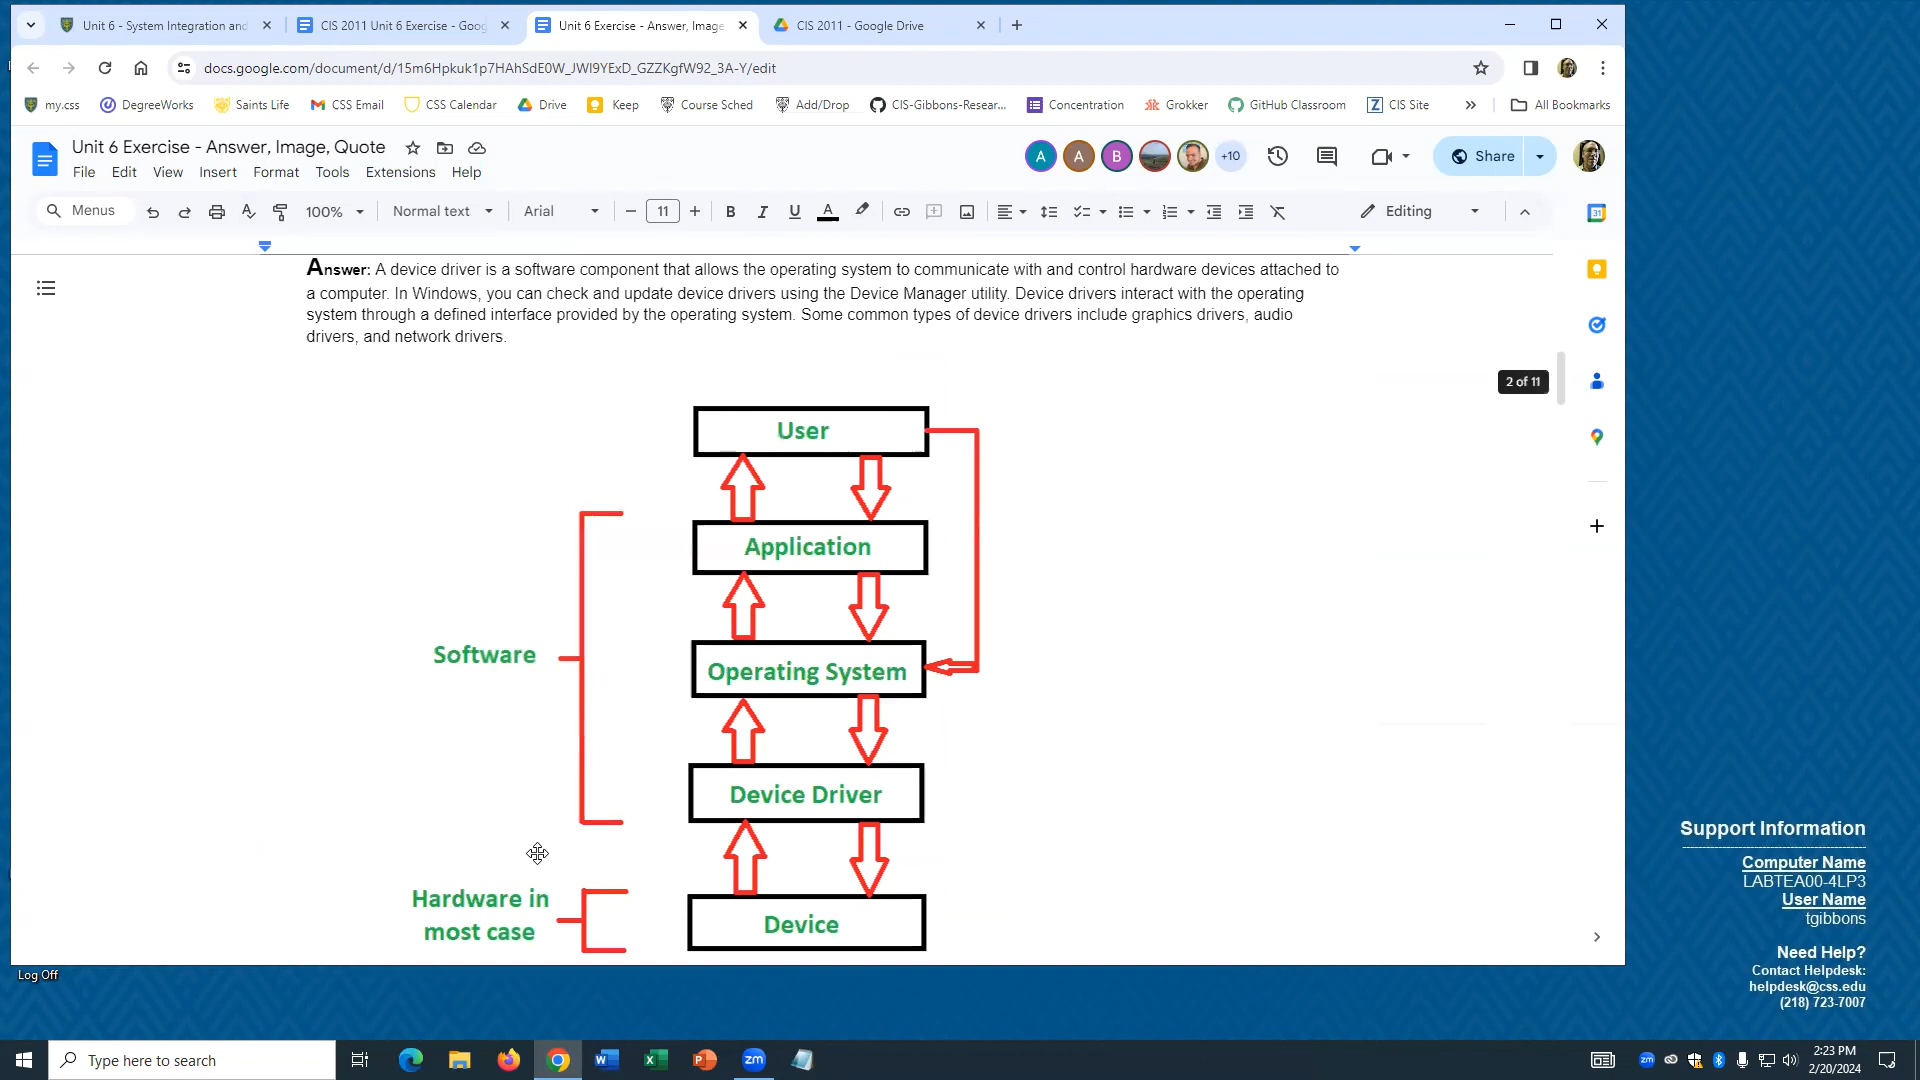 Unit 6 - System Integration and
CIS 2011 Unit 6 Exercise - Goog
Unit 6 Exercise - Answer, Image
CIS 2011 - Google Drive
docs.google.com/document/d/15m6Hpkuk1p7HAhSdE0W_JWl9YExD_GZZKgfW92_3A-Y/edit
my.css DegreeWorks Saints Life CSS Email CSS Calendar Drive Keep Course Sched Add/Drop CIS-Gibbons-Resear... Concentration Grokker GitHub Classroom CIS Site » All Bookmarks
Unit 6 Exercise - Answer, Image, Quote
A A B +10 Share
File Edit View Insert Format Tools Extensions Help
Menus 100% Normal text Arial 11 B I U A Editing
31
Answer: A device driver is a software component that allows the operating system to communicate with and control hardware devices attached to
a computer. In Windows, you can check and update device drivers using the Device Manager utility. Device drivers interact with the operating
system through a defined interface provided by the operating system. Some common types of device drivers include graphics drivers, audio
drivers, and network drivers.
2 of 11
User
Application
Software
Operating System
Device Driver
Hardware in
most case
Device
Log Off
Support Information
Computer Name
LABTEA00-4LP3
User Name
tgibbons
Need Help?
Contact Helpdesk:
helpdesk@css.edu
(218) 723-7007
Type here to search
zm
zm
2:23 PM
2/20/2024